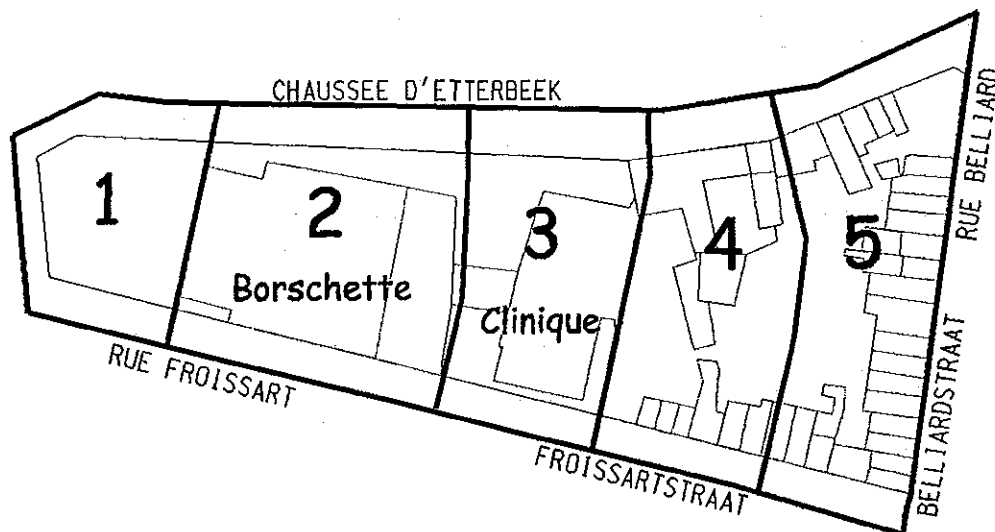 CHAUSSEE D'ETTERBEEK
RUE BELLIARD
1
2
3
4
5
Borschette
Clinique
RUE FROISSART
FROISSARTSTRAAT
BELLIARDSTRAAT